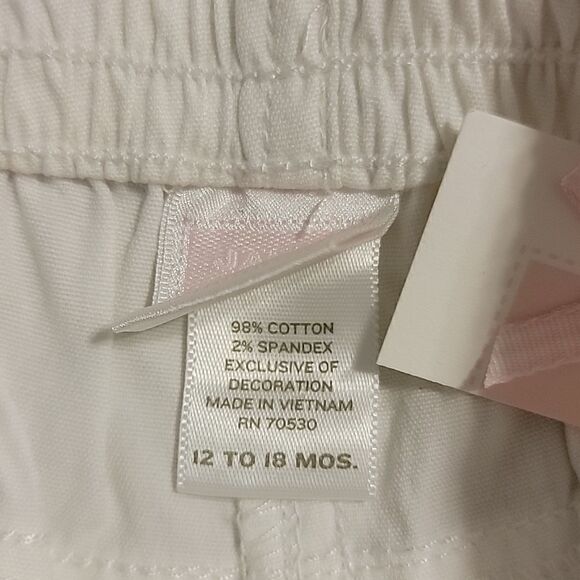 98% COTTON
2% SPANDEX
EXCLUSIVE OF
DECORATION
MADE IN VIETNAM
RN 70530
12 TO 18 MOS.